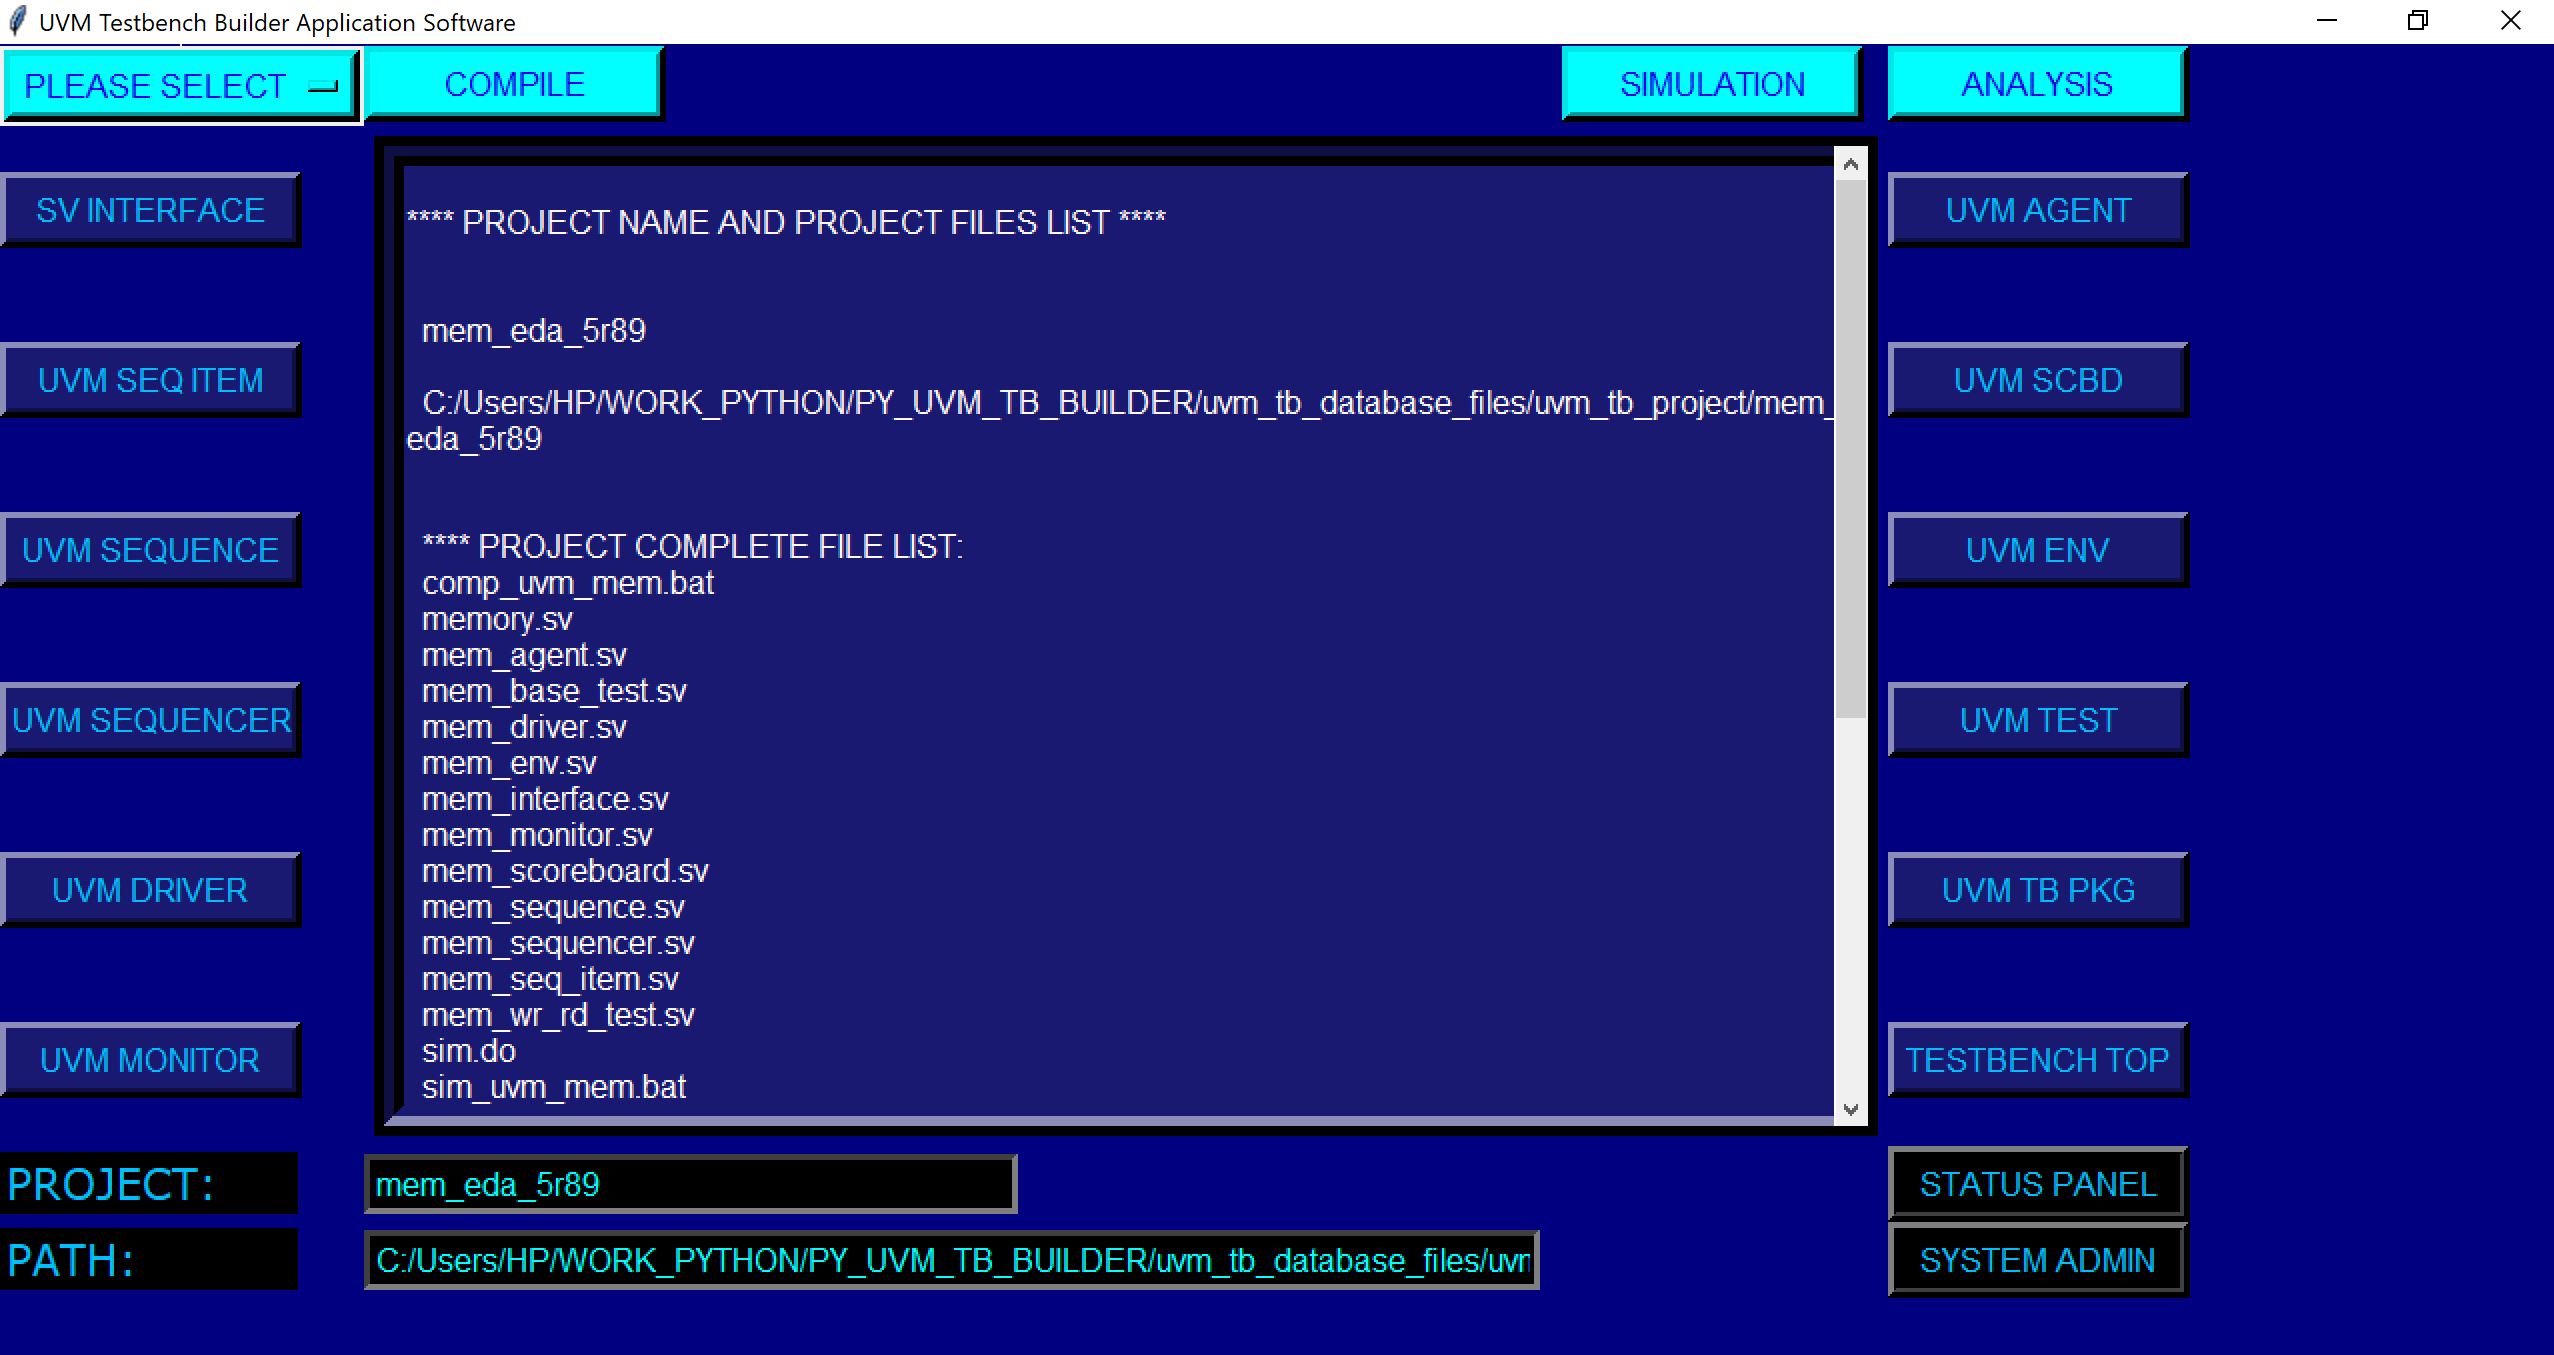 UVM Testbench Builder Application Software
PLEASE SELECT
COMPILE
SIMULATION
ANALYSIS
SV INTERFACE
UVM SEQ ITEM
UVM SEQUENCE
UVM SEQUENCER
UVM DRIVER
UVM MONITOR
**** PROJECT NAME AND PROJECT FILES LIST ****
mem_eda_5r89
C:/Users/HP/WORK_PYTHON/PY_UVM_TB_BUILDER/uvm_tb_database_files/uvm_tb_project/mem_
eda_5r89
**** PROJECT COMPLETE FILE LIST:
comp_uvm_mem.bat
memory.sv
mem_agent.sv
mem_base_test.sv
mem_driver.sv
mem_env.sv
mem_interface.sv
mem_monitor.sv
mem_scoreboard.sv
mem_sequence.sv
mem_sequencer.sv
mem_seq_item.sv
mem_wr_rd_test.sv
sim.do
sim_uvm_mem.bat
UVM AGENT
UVM SCBD
UVM ENV
UVM TEST
UVM TB PKG
TESTBENCH TOP
PROJECT:
mem_eda_5r89
STATUS PANEL
PATH:
C:/Users/HP/WORK_PYTHON/PY_UVM_TB_BUILDER/uvm_tb_database_files/uvm
SYSTEM ADMIN